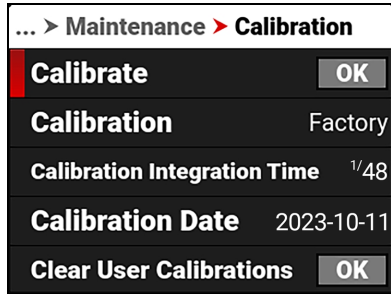 ... > Maintenance > Calibration
Calibrate OK
Calibration Factory
Calibration Integration Time 1/48
Calibration Date 2023-10-11
Clear User Calibrations OK